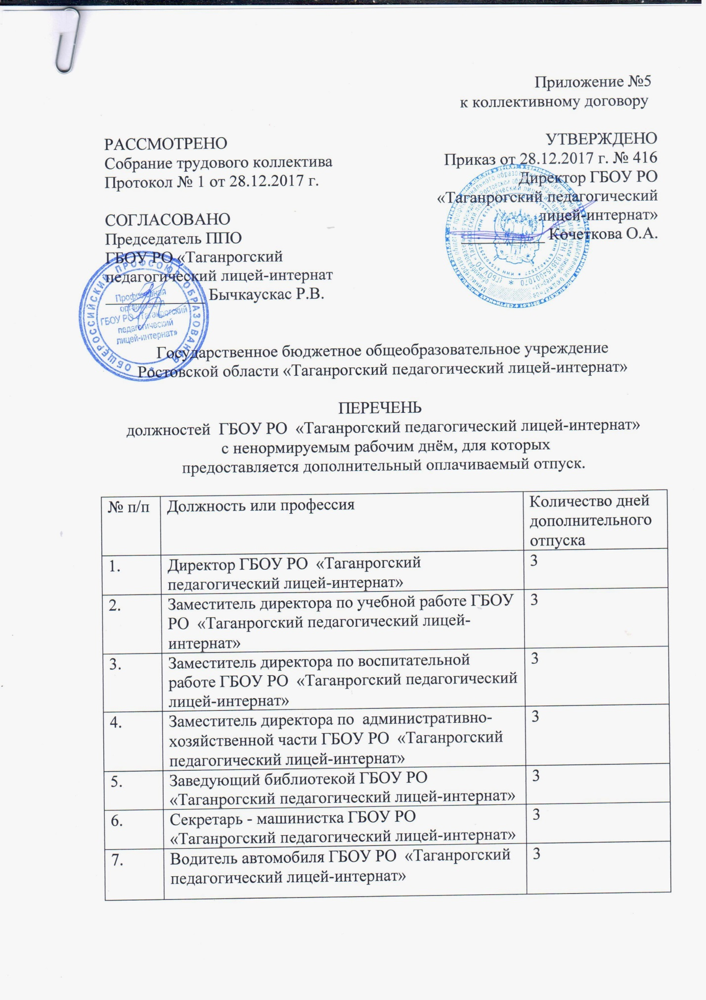 Приложение №5
к коллективному договору
РАССМОТРЕНО
Собрание трудового коллектива
Протокол № 1 от 28.12.2017 г.
СОГЛАСОВАНО
Председатель ППО
ГБОУ РО «Таганрогский
педагогический лицей-интернат
Бычкаускас Р.В.
УТВЕРЖДЕНО
Приказ от 28.12.2017 г. № 416
Директор ГБОУ РО
«Таганрогский педагогический
лицей-интернат»
Кочеткова О.А.
ОБЩЕРОССИЙСКИЙ ПРОФСОЮЗ ОБРАЗОВАНИЯ
организация
ГБОУ РО «Таганрогский
педагогический
лицей-интернат»
Государственное бюджетное общеобразовательное учреждение
Ростовской области «Таганрогский педагогический лицей-интернат»
ПЕРЕЧЕНЬ
должностей ГБОУ РО «Таганрогский педагогический лицей-интернат»
с ненормируемым рабочим днём, для которых
предоставляется дополнительный оплачиваемый отпуск.
№ п/п Должность или профессия Количество дней
дополнительного
отпуска
1. Директор ГБОУ РО «Таганрогский 3
педагогический лицей-интернат»
2. Заместитель директора по учебной работе ГБОУ 3
РО «Таганрогский педагогический лицей-
интернат»
3. Заместитель директора по воспитательной 3
работе ГБОУ РО «Таганрогский педагогический
лицей-интернат»
4. Заместитель директора по административно- 3
хозяйственной части ГБОУ РО «Таганрогский
педагогический лицей-интернат»
5. Заведующий библиотекой ГБОУ РО 3
«Таганрогский педагогический лицей-интернат»
6. Секретарь - машинистка ГБОУ РО 3
«Таганрогский педагогический лицей-интернат»
7. Водитель автомобиля ГБОУ РО «Таганрогский 3
педагогический лицей-интернат»